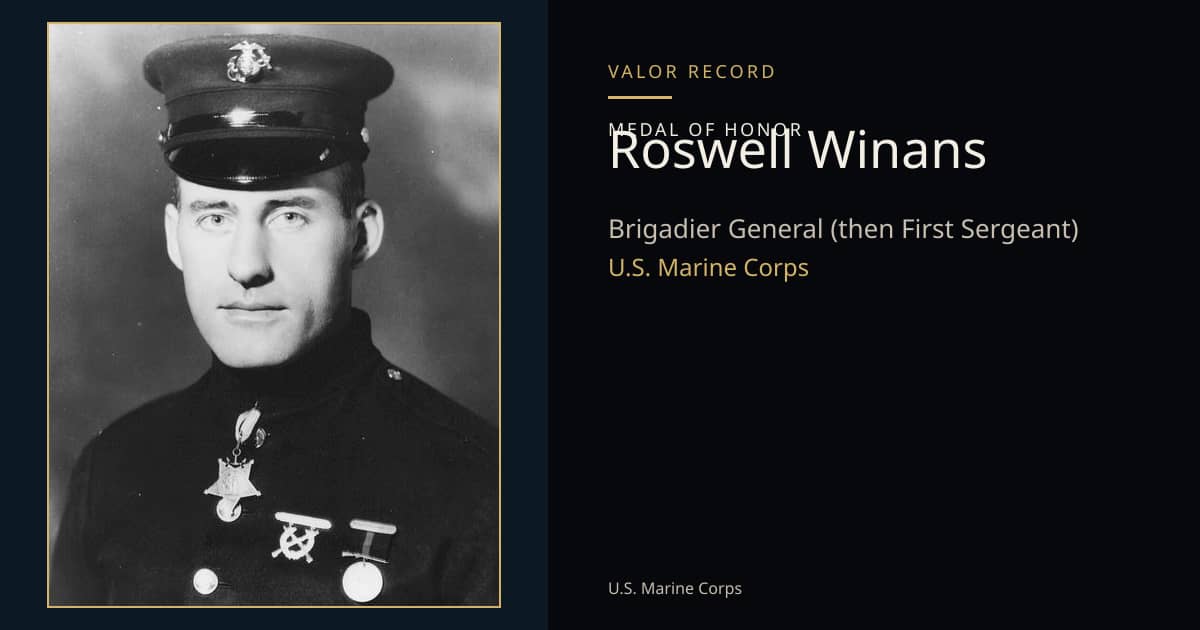 VALOR RECORD
MEDAL OF HONOR
Roswell Winans
Brigadier General (then First Sergeant)
U.S. Marine Corps
U.S. Marine Corps